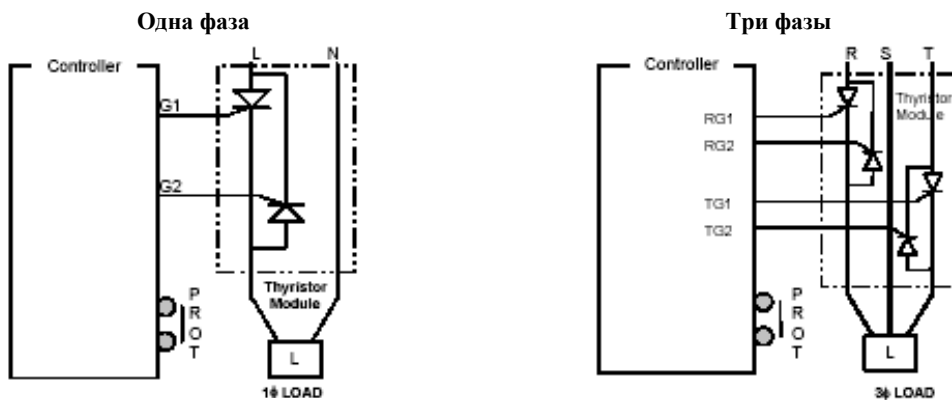 Одна фаза
L N
Controller
G1
G2
Thyristor
Module
P
R
O
T
L
1ϕ LOAD
Три фазы
R S T
Controller
Thyristor
Module
RG1
RG2
TG1
TG2
P
R
O
T
L
3ϕ LOAD